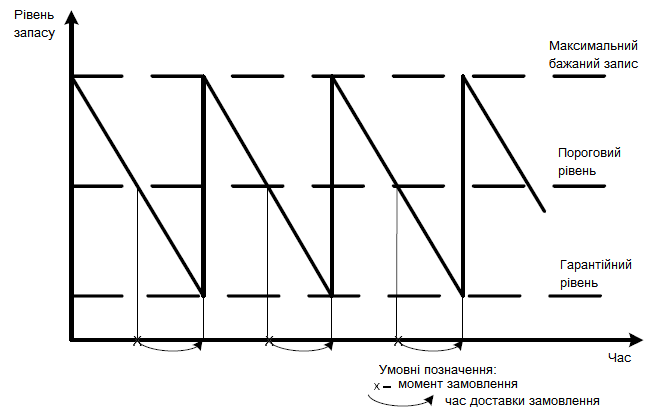 Рівень
запасу
Максимальний
бажаний запис
Пороговий
рівень
Гарантійний
рівень
x x x
Час
Умовні позначення:
x – момент замовлення
час доставки замовлення